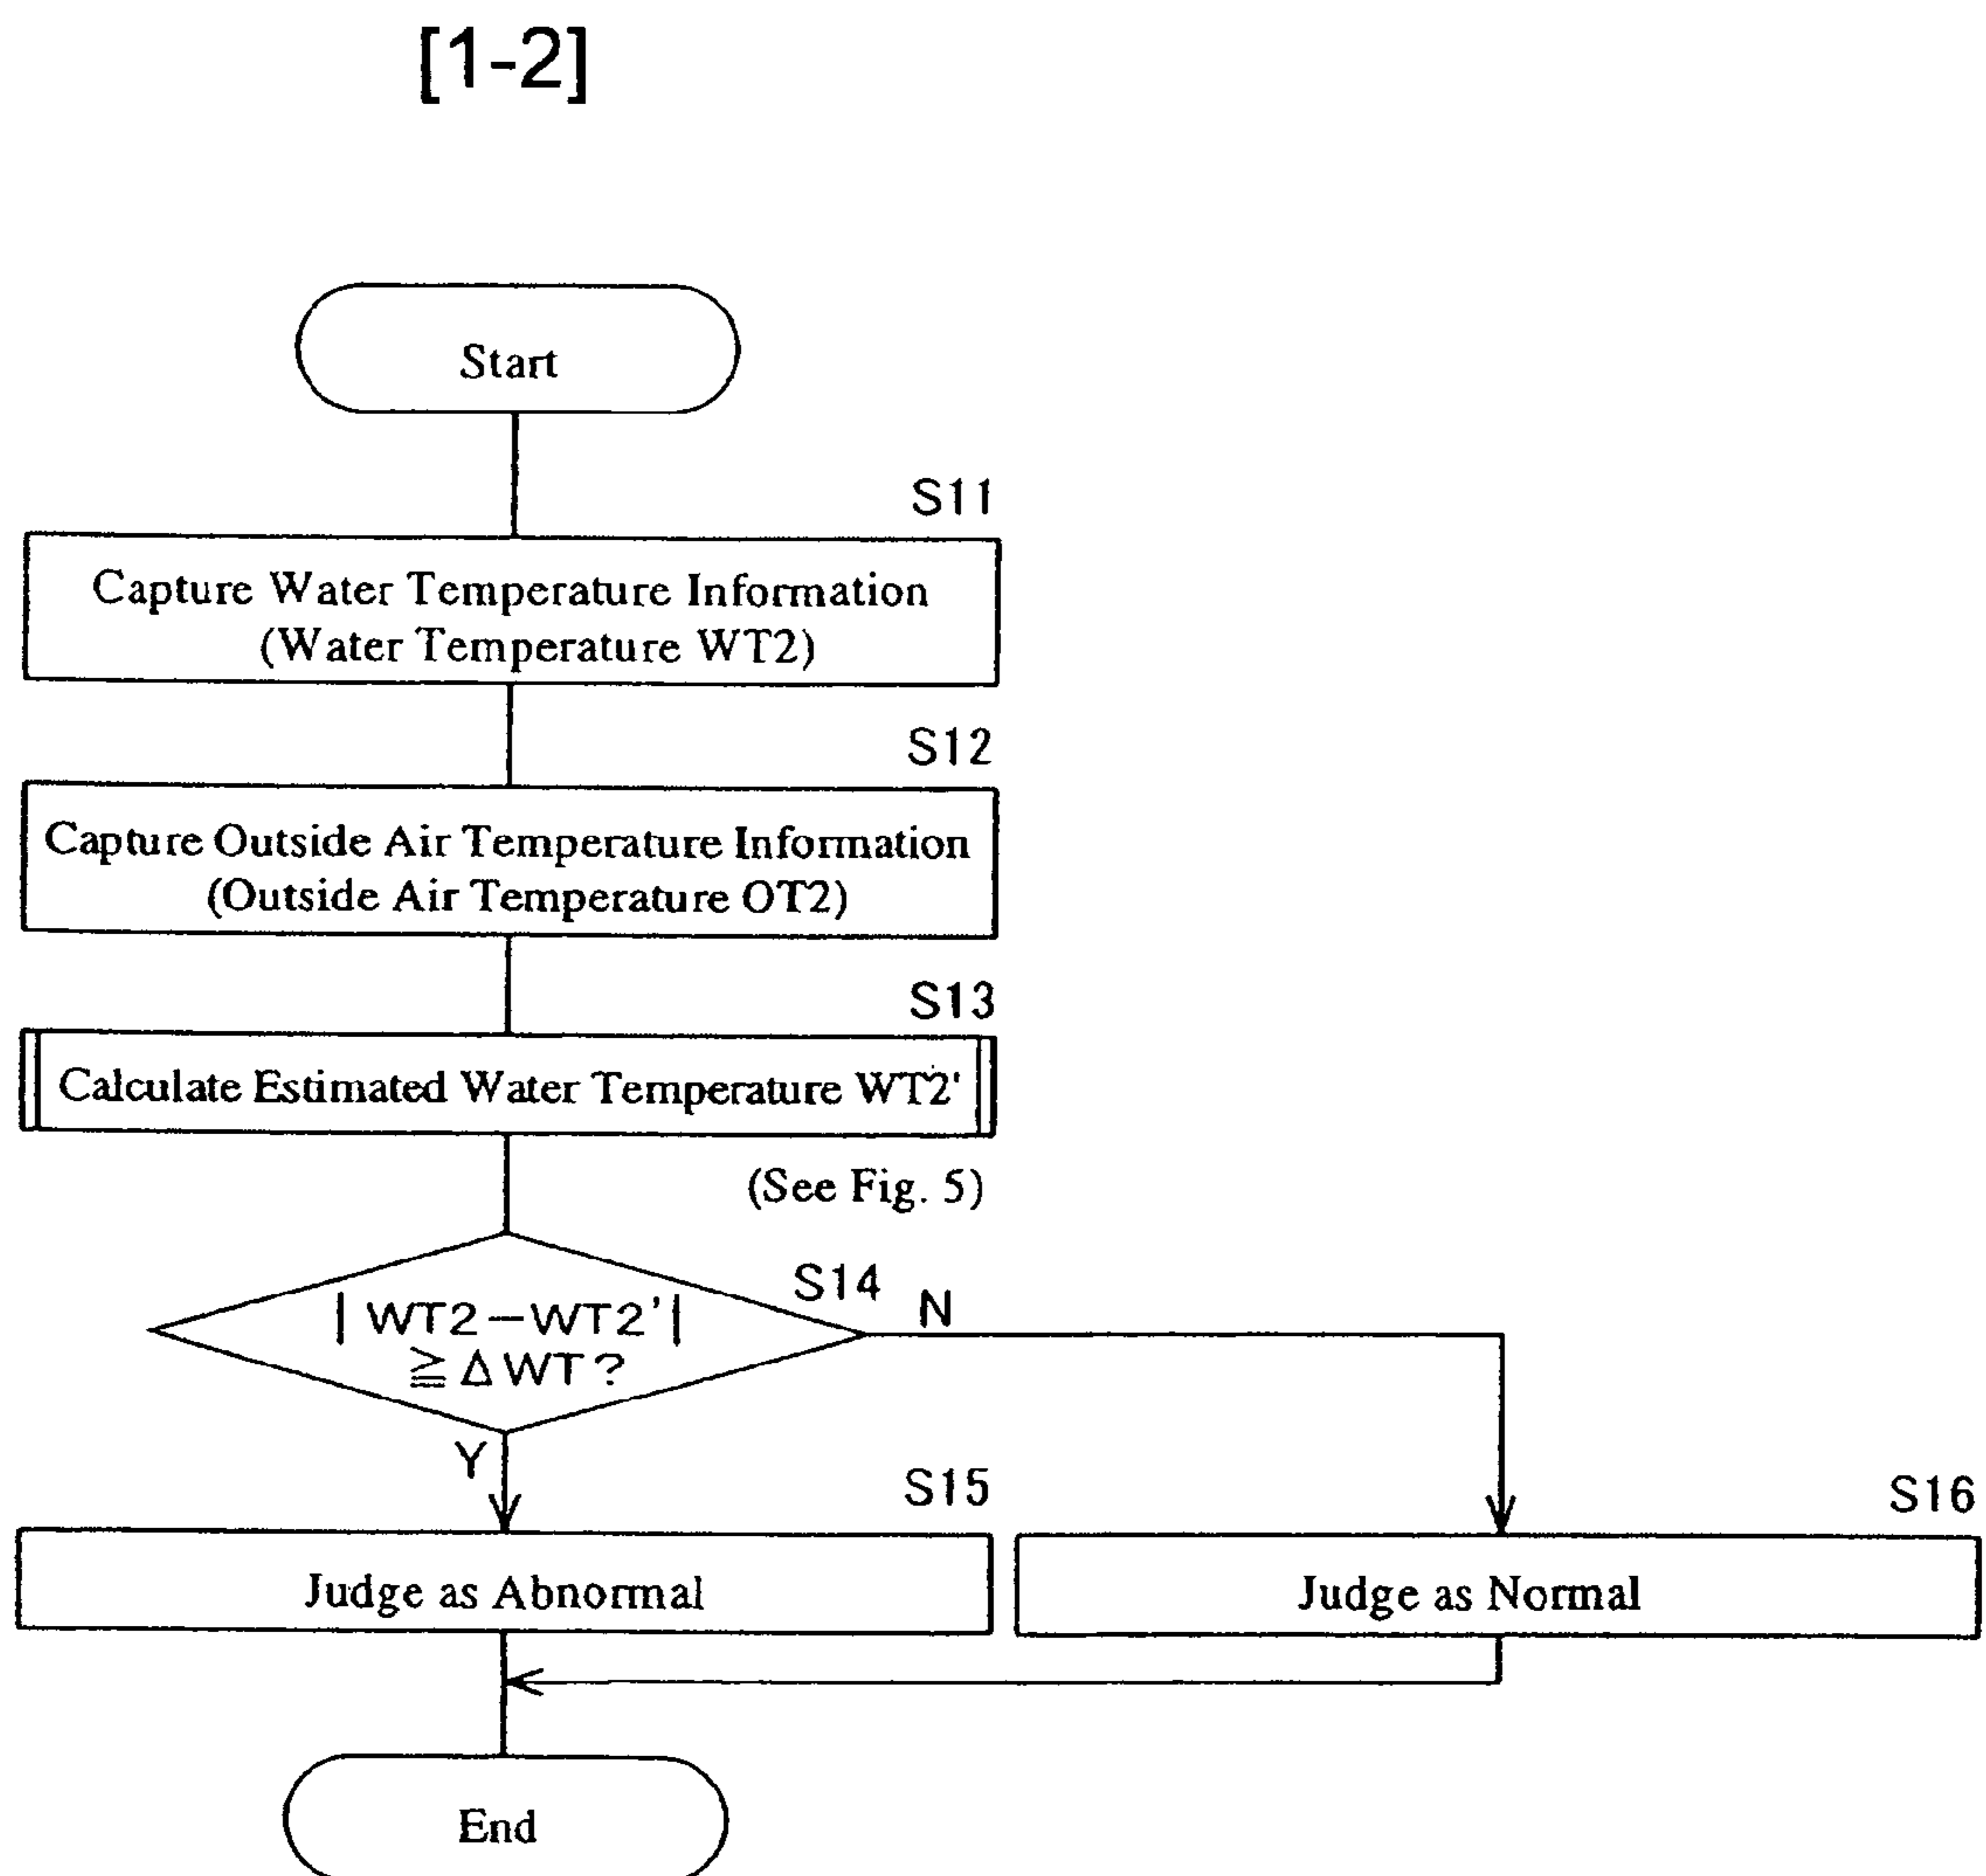 [1-2]
Start
S11
Capture Water Temperature Information
(Water Temperature WT2)
S12
Capture Outside Air Temperature Information
(Outside Air Temperature OT2)
S13
Calculate Estimated Water Temperature WT2'
(See Fig. 5)
S14
N
| WT2-WT2'|
≧ΔWT?
Y
S15
S16
Judge as Abnormal
Judge as Normal
End